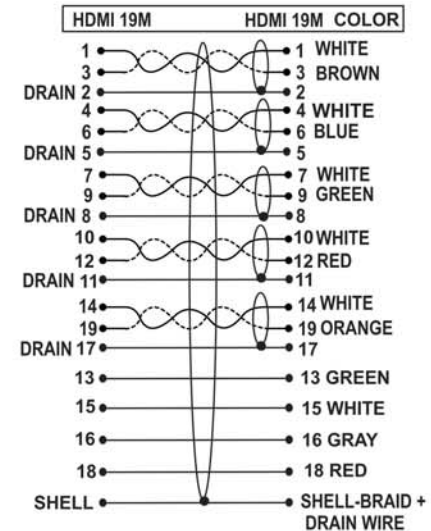 HDMI 19M HDMI 19M COLOR
1 1 WHITE
3 3 BROWN
DRAIN 2 2
4 4 WHITE
6 6 BLUE
DRAIN 5 5
7 7 WHITE
9 9 GREEN
DRAIN 8 8
10 10 WHITE
12 12 RED
DRAIN 11 11
14 14 WHITE
19 19 ORANGE
DRAIN 17 17
13 13 GREEN
15 15 WHITE
16 16 GRAY
18 18 RED
SHELL SHELL-BRAID +
DRAIN WIRE